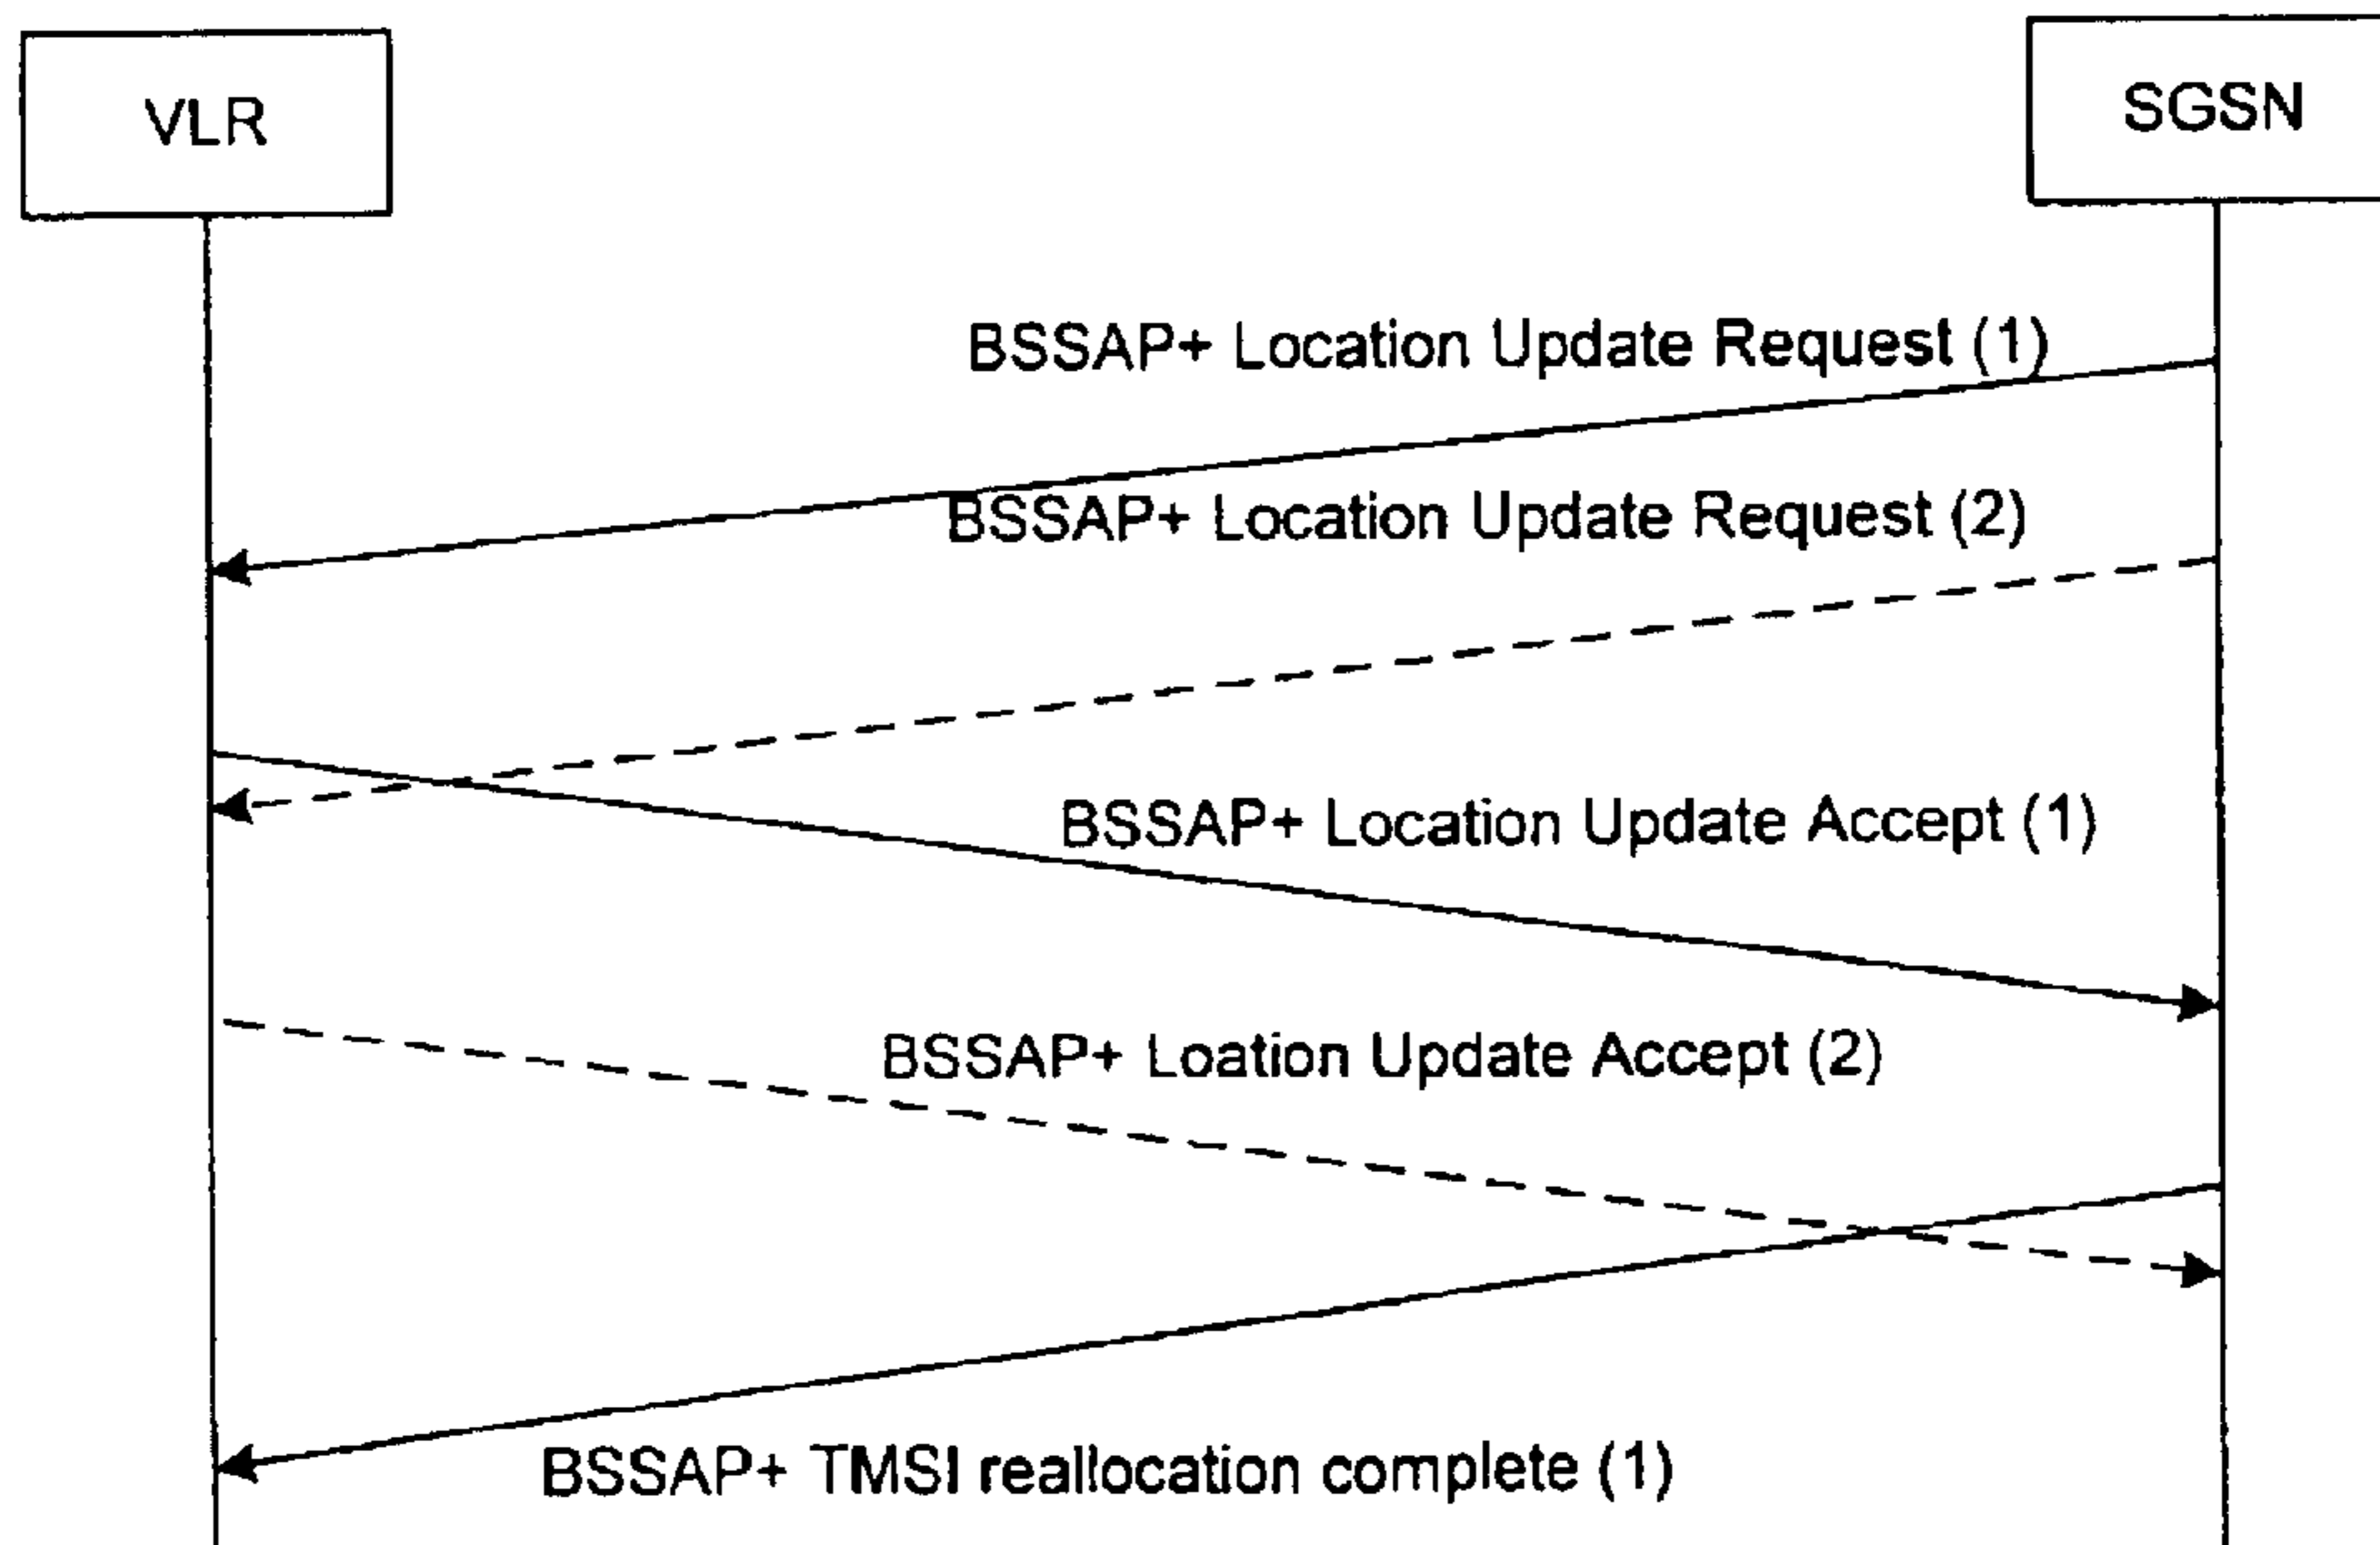 VLR
SGSN
BSSAP+ Location Update Request (1)
BSSAP+ Location Update Request (2)
BSSAP+ Location Update Accept (1)
BSSAP+ Loation Update Accept (2)
BSSAP+ TMSI reallocation complete (1)